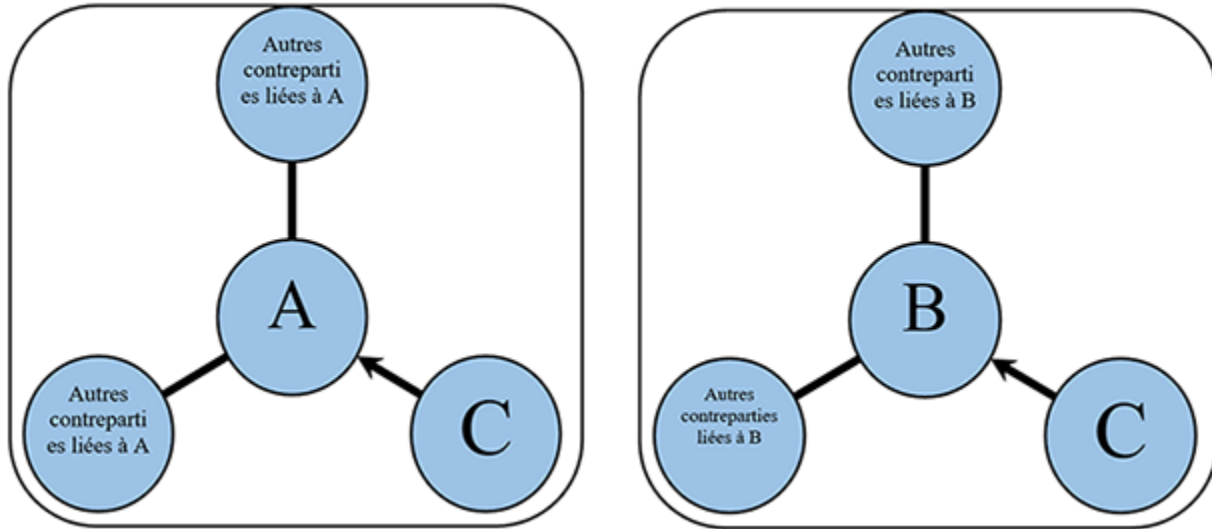 Autres
contreparti
es liées à A
Autres
contreparti
es liées à B
A
B
Autres
contreparti
es liées à A
C
Autres
contreparties
liées à B
C